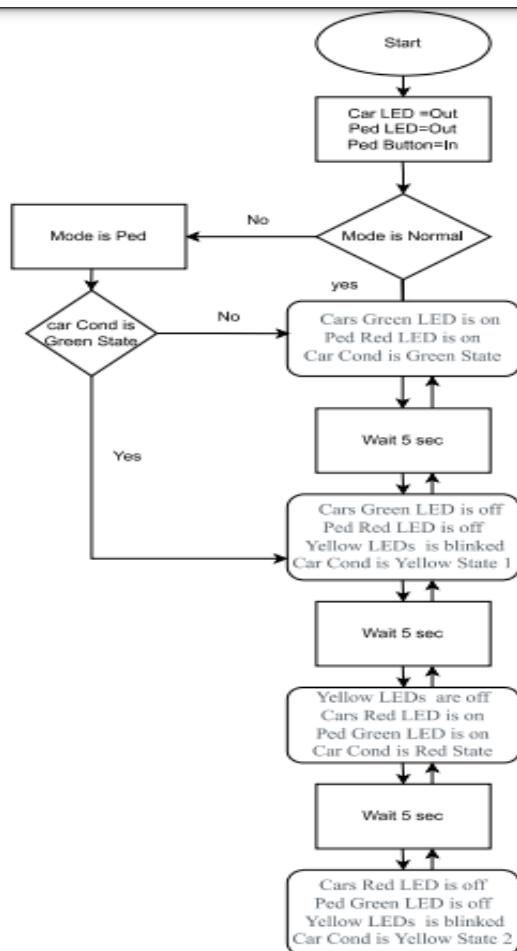 Start
Car LED =Out
Ped LED=Out
Ped Button=In
No
Mode is Ped
Mode is Normal
yes
car Cond is
Green State
No
Cars Green LED is on
Ped Red LED is on
Car Cond is Green State
Wait 5 sec
Yes
Cars Green LED is off
Ped Red LED is off
Yellow LEDs is blinked
Car Cond is Yellow State 1
Wait 5 sec
Yellow LEDs are off
Cars Red LED is on
Ped Green LED is on
Car Cond is Red State
Wait 5 sec
Cars Red LED is off
Ped Green LED is off
Yellow LEDs is blinked
Car Cond is Yellow State 2